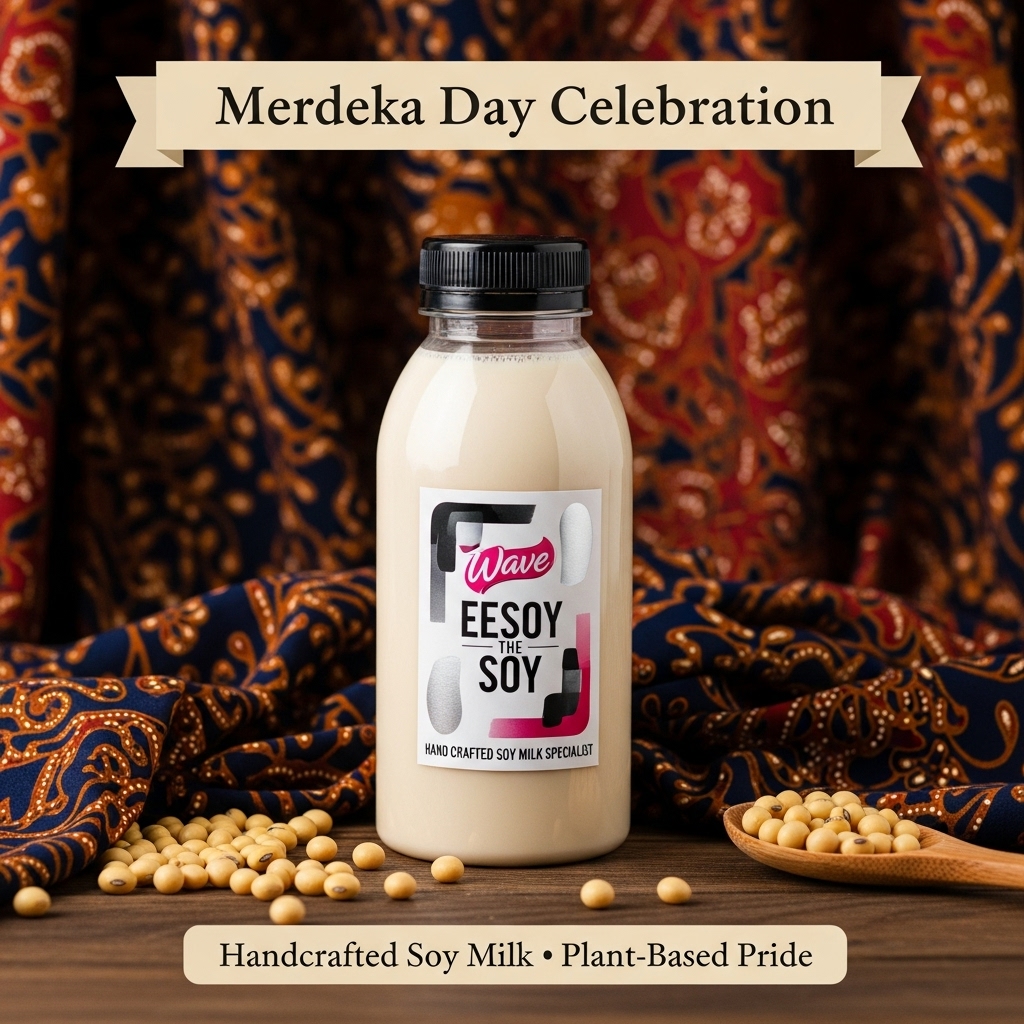 Merdeka Day Celebration
Wave
EESOY
THE
SOY
HAND CRAFTED SOY MILK SPECIALIST
Handcrafted Soy Milk • Plant-Based Pride